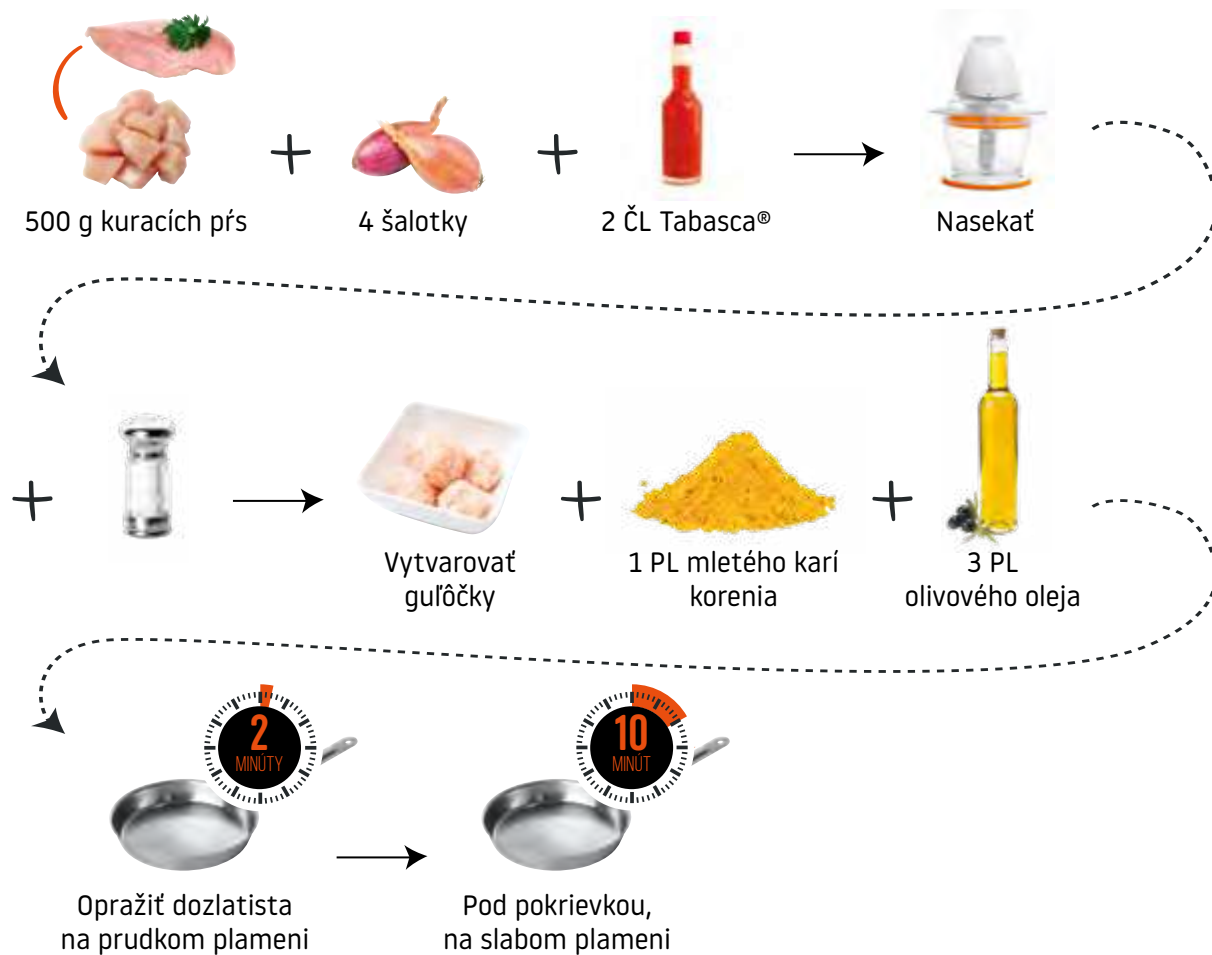 500 g kuracích pŕs
4 šalotky
2 ČL Tabasca®
Nasekať
Vytvarovať
guľôčky
1 PL mletého karí
korenia
3 PL
olivového oleja
2
MINÚTY
10
MINÚT
Opražiť dozlatista
na prudkom plameni
Pod pokrievkou,
na slabom plameni